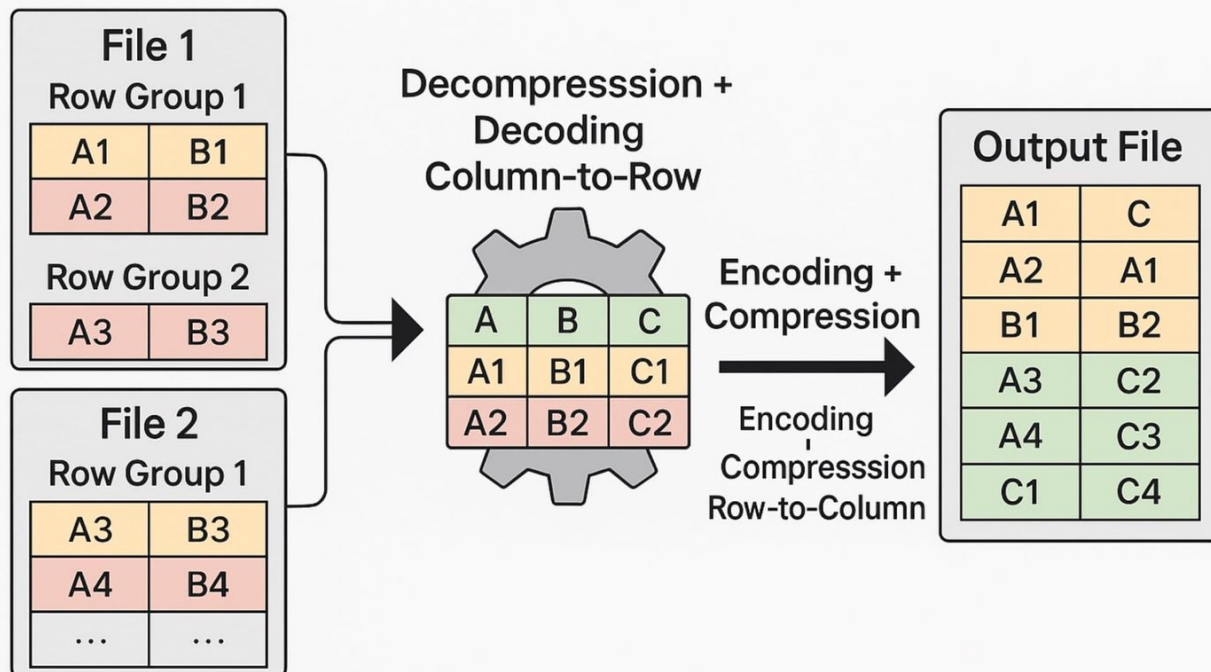 File 1
Row Group 1
A1 B1
A2 B2
Row Group 2
A3 B3
File 2
Row Group 1
A3 B3
A4 B4
... ...
Decompresssion +
Decoding
Column-to-Row
A B C
A1 B1 C1
A2 B2 C2
Encoding +
Compression
Encoding
Compresssion
Row-to-Column
Output File
A1 C
A2 A1
B1 B2
A3 C2
A4 C3
C1 C4